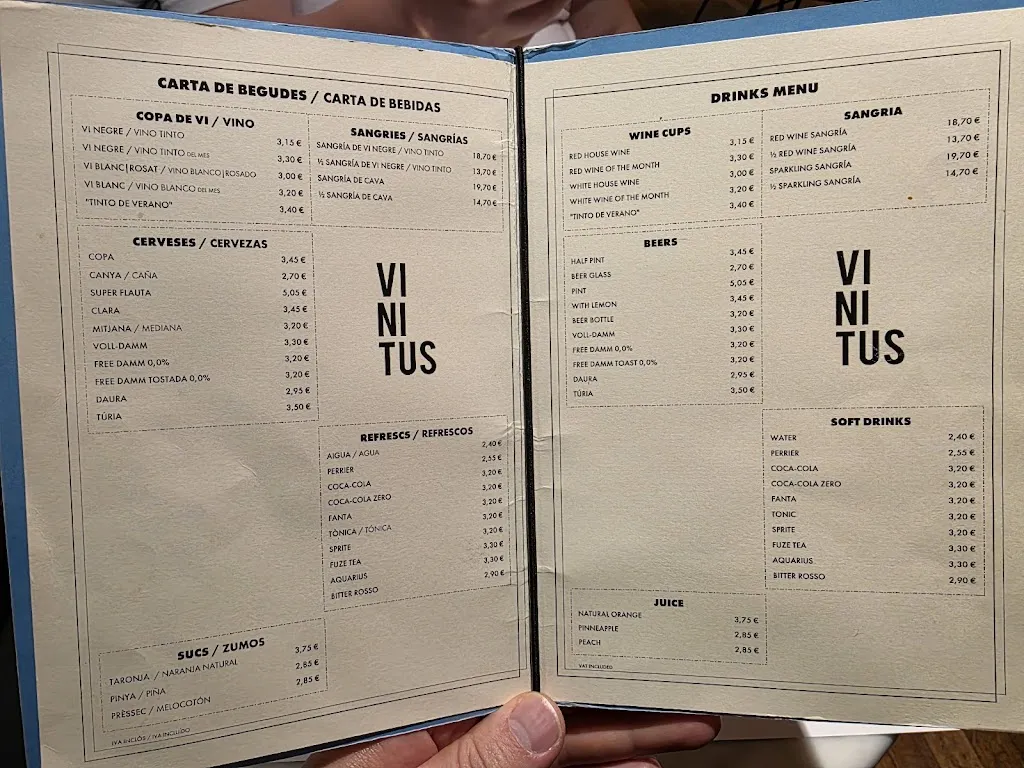 CARTA DE BEGUDES / CARTA DE BEBIDAS
COPA DE VI / VINO
VI NEGRE / VINO TINTO 3,15 €
VI NEGRE / VINO TINTO DEL MES 3,30 €
VI BLANC|ROSAT / VINO BLANCO|ROSADO 3,00 €
VI BLANC / VINO BLANCO DEL MES 3,20 €
"TINTO DE VERANO" 3,40 €
SANGRIES / SANGRÍAS
SANGRÍA DE VI NEGRE / VINO TINTO 18,70 €
½ SANGRÍA DE VI NEGRE / VINO TINTO 13,70 €
SANGRÍA DE CAVA 19,70 €
½ SANGRÍA DE CAVA 14,70 €
CERVESES / CERVEZAS
COPA 3,45 €
CANYA / CAÑA 2,70 €
SUPER FLAUTA 5,05 €
CLARA 3,45 €
MITJANA / MEDIANA 3,20 €
VOLL-DAMM 3,30 €
FREE DAMM 0,0% 3,20 €
FREE DAMM TOSTADA 0,0% 3,20 €
DAURA 2,95 €
TÚRIA 3,50 €
VI
NI
TUS
REFRESCS / REFRESCOS
AIGUA / AGUA 2,40 €
PERRIER 2,55 €
COCA-COLA 3,20 €
COCA-COLA ZERO 3,20 €
FANTA 3,20 €
TÒNICA / TÓNICA 3,20 €
SPRITE 3,20 €
FUZE TEA 3,30 €
AQUARIUS 3,30 €
BITTER ROSSO 2,90 €
SUCS / ZUMOS
TARONJA / NARANJA NATURAL 3,75 €
PINYA / PIÑA 2,85 €
PRÉSSEC / MELOCOTÓN 2,85 €
IVA INCLÒS / IVA INCLUIDO
DRINKS MENU
WINE CUPS
RED HOUSE WINE 3,15 €
RED WINE OF THE MONTH 3,30 €
WHITE HOUSE WINE 3,00 €
WHITE WINE OF THE MONTH 3,20 €
"TINTO DE VERANO" 3,40 €
SANGRIA
RED WINE SANGRÍA 18,70 €
½ RED WINE SANGRÍA 13,70 €
SPARKLING SANGRÍA 19,70 €
½ SPARKLING SANGRÍA 14,70 €
BEERS
HALF PINT 3,45 €
BEER GLASS 2,70 €
PINT 5,05 €
WITH LEMON 3,45 €
BEER BOTTLE 3,20 €
VOLL-DAMM 3,30 €
FREE DAMM 0,0% 3,20 €
FREE DAMM TOAST 0,0% 3,20 €
DAURA 2,95 €
TÚRIA 3,50 €
VI
NI
TUS
SOFT DRINKS
WATER 2,40 €
PERRIER 2,55 €
COCA-COLA 3,20 €
COCA-COLA ZERO 3,20 €
FANTA 3,20 €
TONIC 3,20 €
SPRITE 3,20 €
FUZE TEA 3,30 €
AQUARIUS 3,30 €
BITTER ROSSO 2,90 €
JUICE
NATURAL ORANGE 3,75 €
PINNEAPPLE 2,85 €
PEACH 2,85 €
VAT INCLUDED